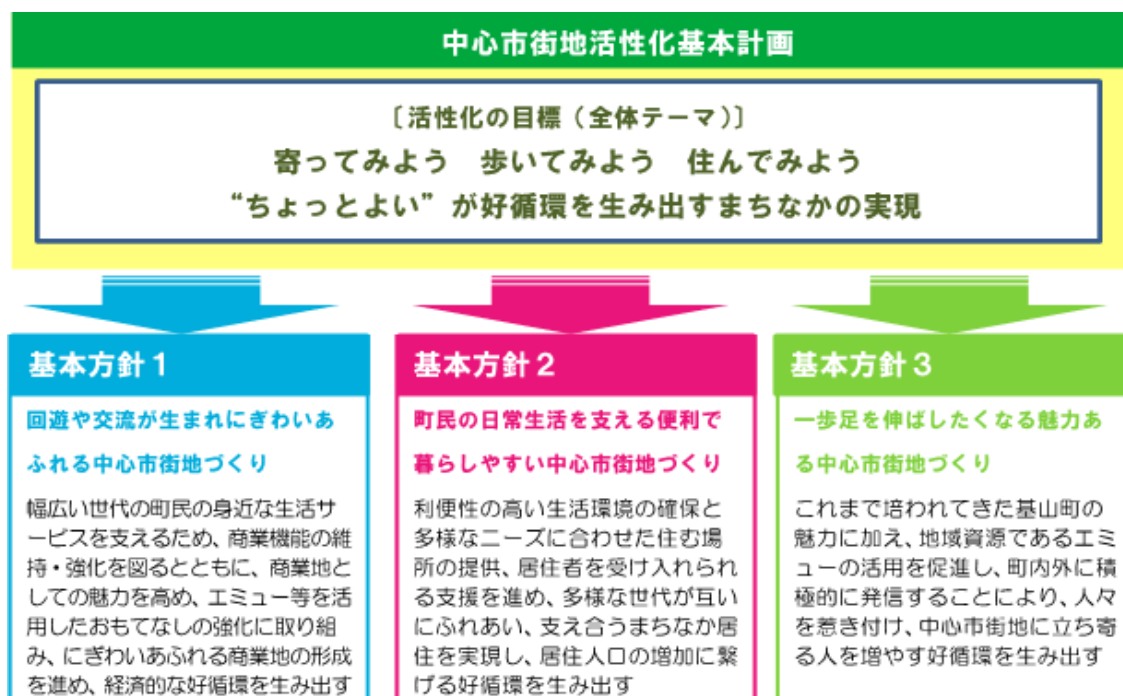 中心市街地活性化基本計画
〔活性化の目標（全体テーマ）〕
寄ってみよう　歩いてみよう　住んでみよう
“ちょっとよい”が好循環を生み出すまちなかの実現
基本方針１
回遊や交流が生まれにぎわいあ
ふれる中心市街地づくり
幅広い世代の町民の身近な生活サ
ービスを支えるため、商業機能の維
持・強化を図るとともに、商業地と
しての魅力を高め、エミュー等を活
用したおもてなしの強化に取り組
み、にぎわいあふれる商業地の形成
を進め、経済的な好循環を生み出す
基本方針２
町民の日常生活を支える便利で
暮らしやすい中心市街地づくり
利便性の高い生活環境の確保と
多様なニーズに合わせた住む場
所の提供、居住者を受け入れられ
る支援を進め、多様な世代が互い
にふれあい、支え合うまちなか居
住を実現し、居住人口の増加に繋
げる好循環を生み出す
基本方針３
一歩足を伸ばしたくなる魅力あ
る中心市街地づくり
これまで培われてきた基山町の
魅力に加え、地域資源であるエミ
ューの活用を促進し、町内外に積
極的に発信することにより、人々
を惹き付け、中心市街地に立ち寄
る人を増やす好循環を生み出す